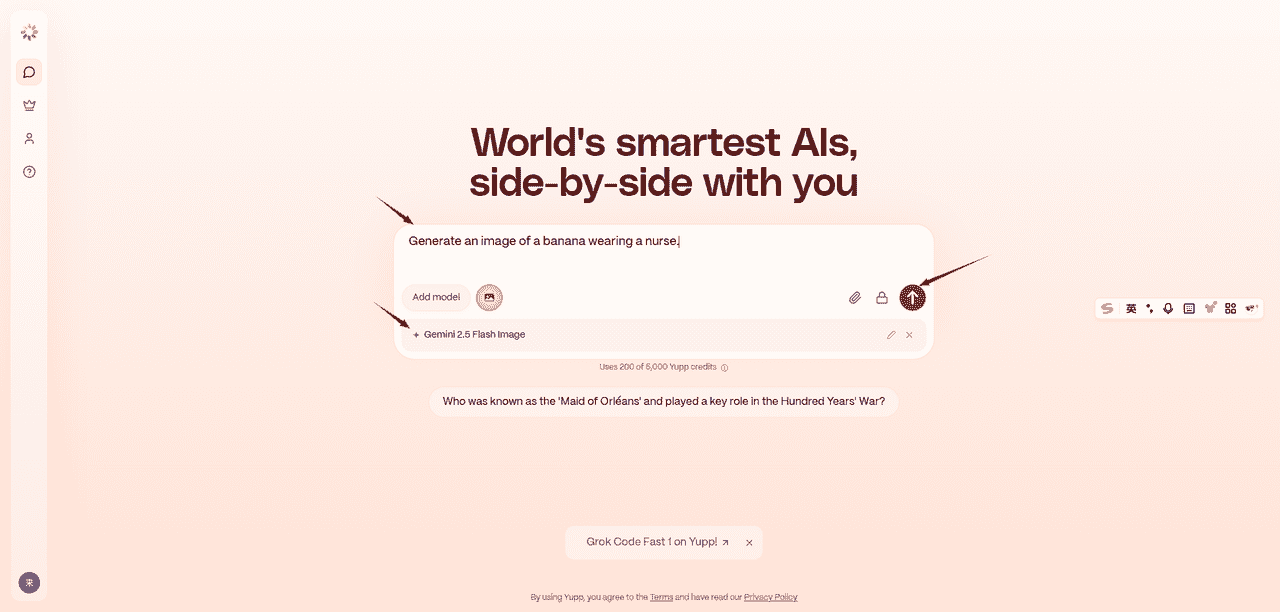 World's smartest AIs,
side-by-side with you
Generate an image of a banana wearing a nurse.
Add model
Gemini 2.5 Flash Image
Uses 200 of 5,000 Yupp credits
英
Who was known as the 'Maid of Orléans' and played a key role in the Hundred Years' War?
Grok Code Fast 1 on Yupp!
By using Yupp, you agree to the Terms and have read our Privacy Policy